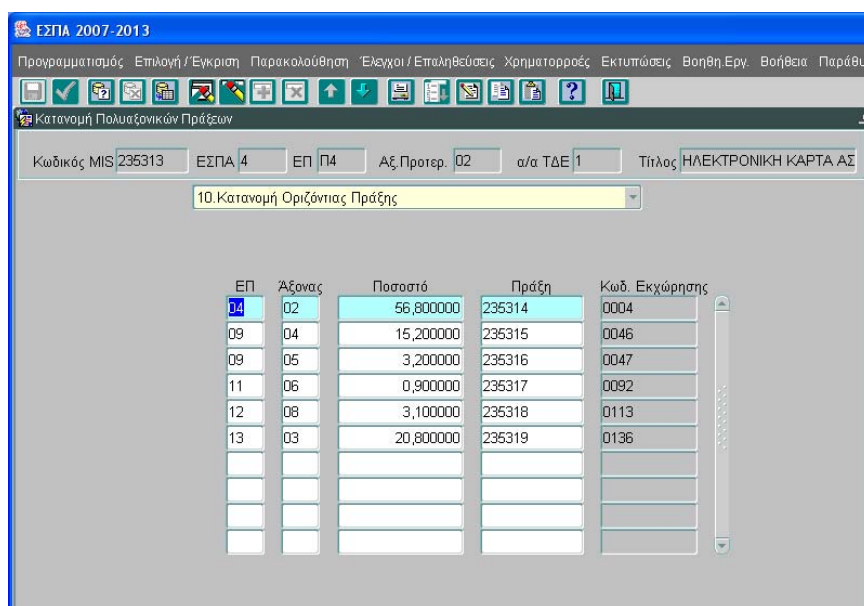 ΕΣΠΑ 2007-2013
Προγραμματισμός Επιλογή / Έγκριση Παρακολούθηση Έλεγχοι / Επαληθεύσεις Χρηματορροές Εκτυπώσεις Βοηθη.Εργ. Βοήθεια Παράθυ
Κατανομή Πολυαξονικών Πράξεων
Κωδικός MIS 235313 ΕΣΠΑ 4 ΕΠ Π4 Αξ.Προτερ. 02 α/α ΤΔΕ 1 Τίτλος ΗΛΕΚΤΡΟΝΙΚΗ ΚΑΡΤΑ ΑΣ
10.Κατανομή Οριζόντιας Πράξης
ΕΠ Άξονας Ποσοστό Πράξη Κωδ. Εκχώρησης
04 02 56,800000 235314 0004
09 04 15,200000 235315 0046
09 05 3,200000 235316 0047
11 06 0,900000 235317 0092
12 08 3,100000 235318 0113
13 03 20,800000 235319 0136